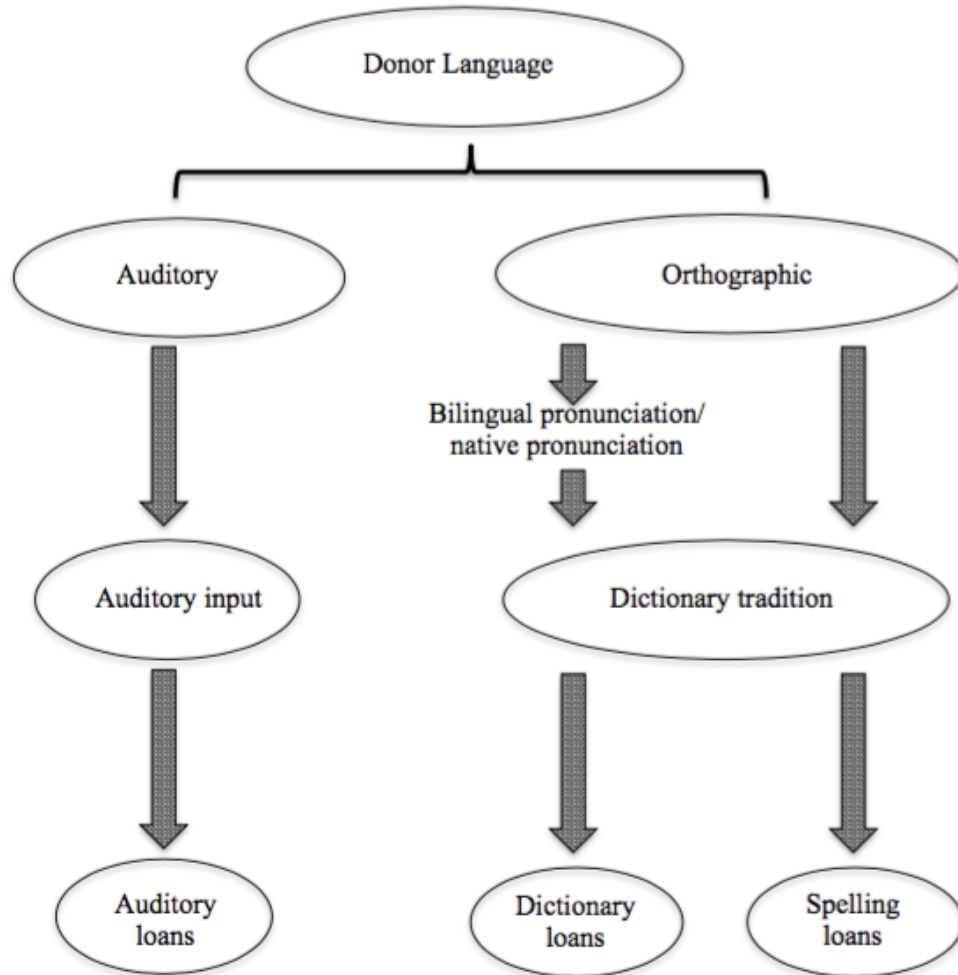 Donor Language
Auditory
Orthographic
Bilingual pronunciation/
native pronunciation
Auditory input
Dictionary tradition
Auditory
loans
Dictionary
loans
Spelling
loans